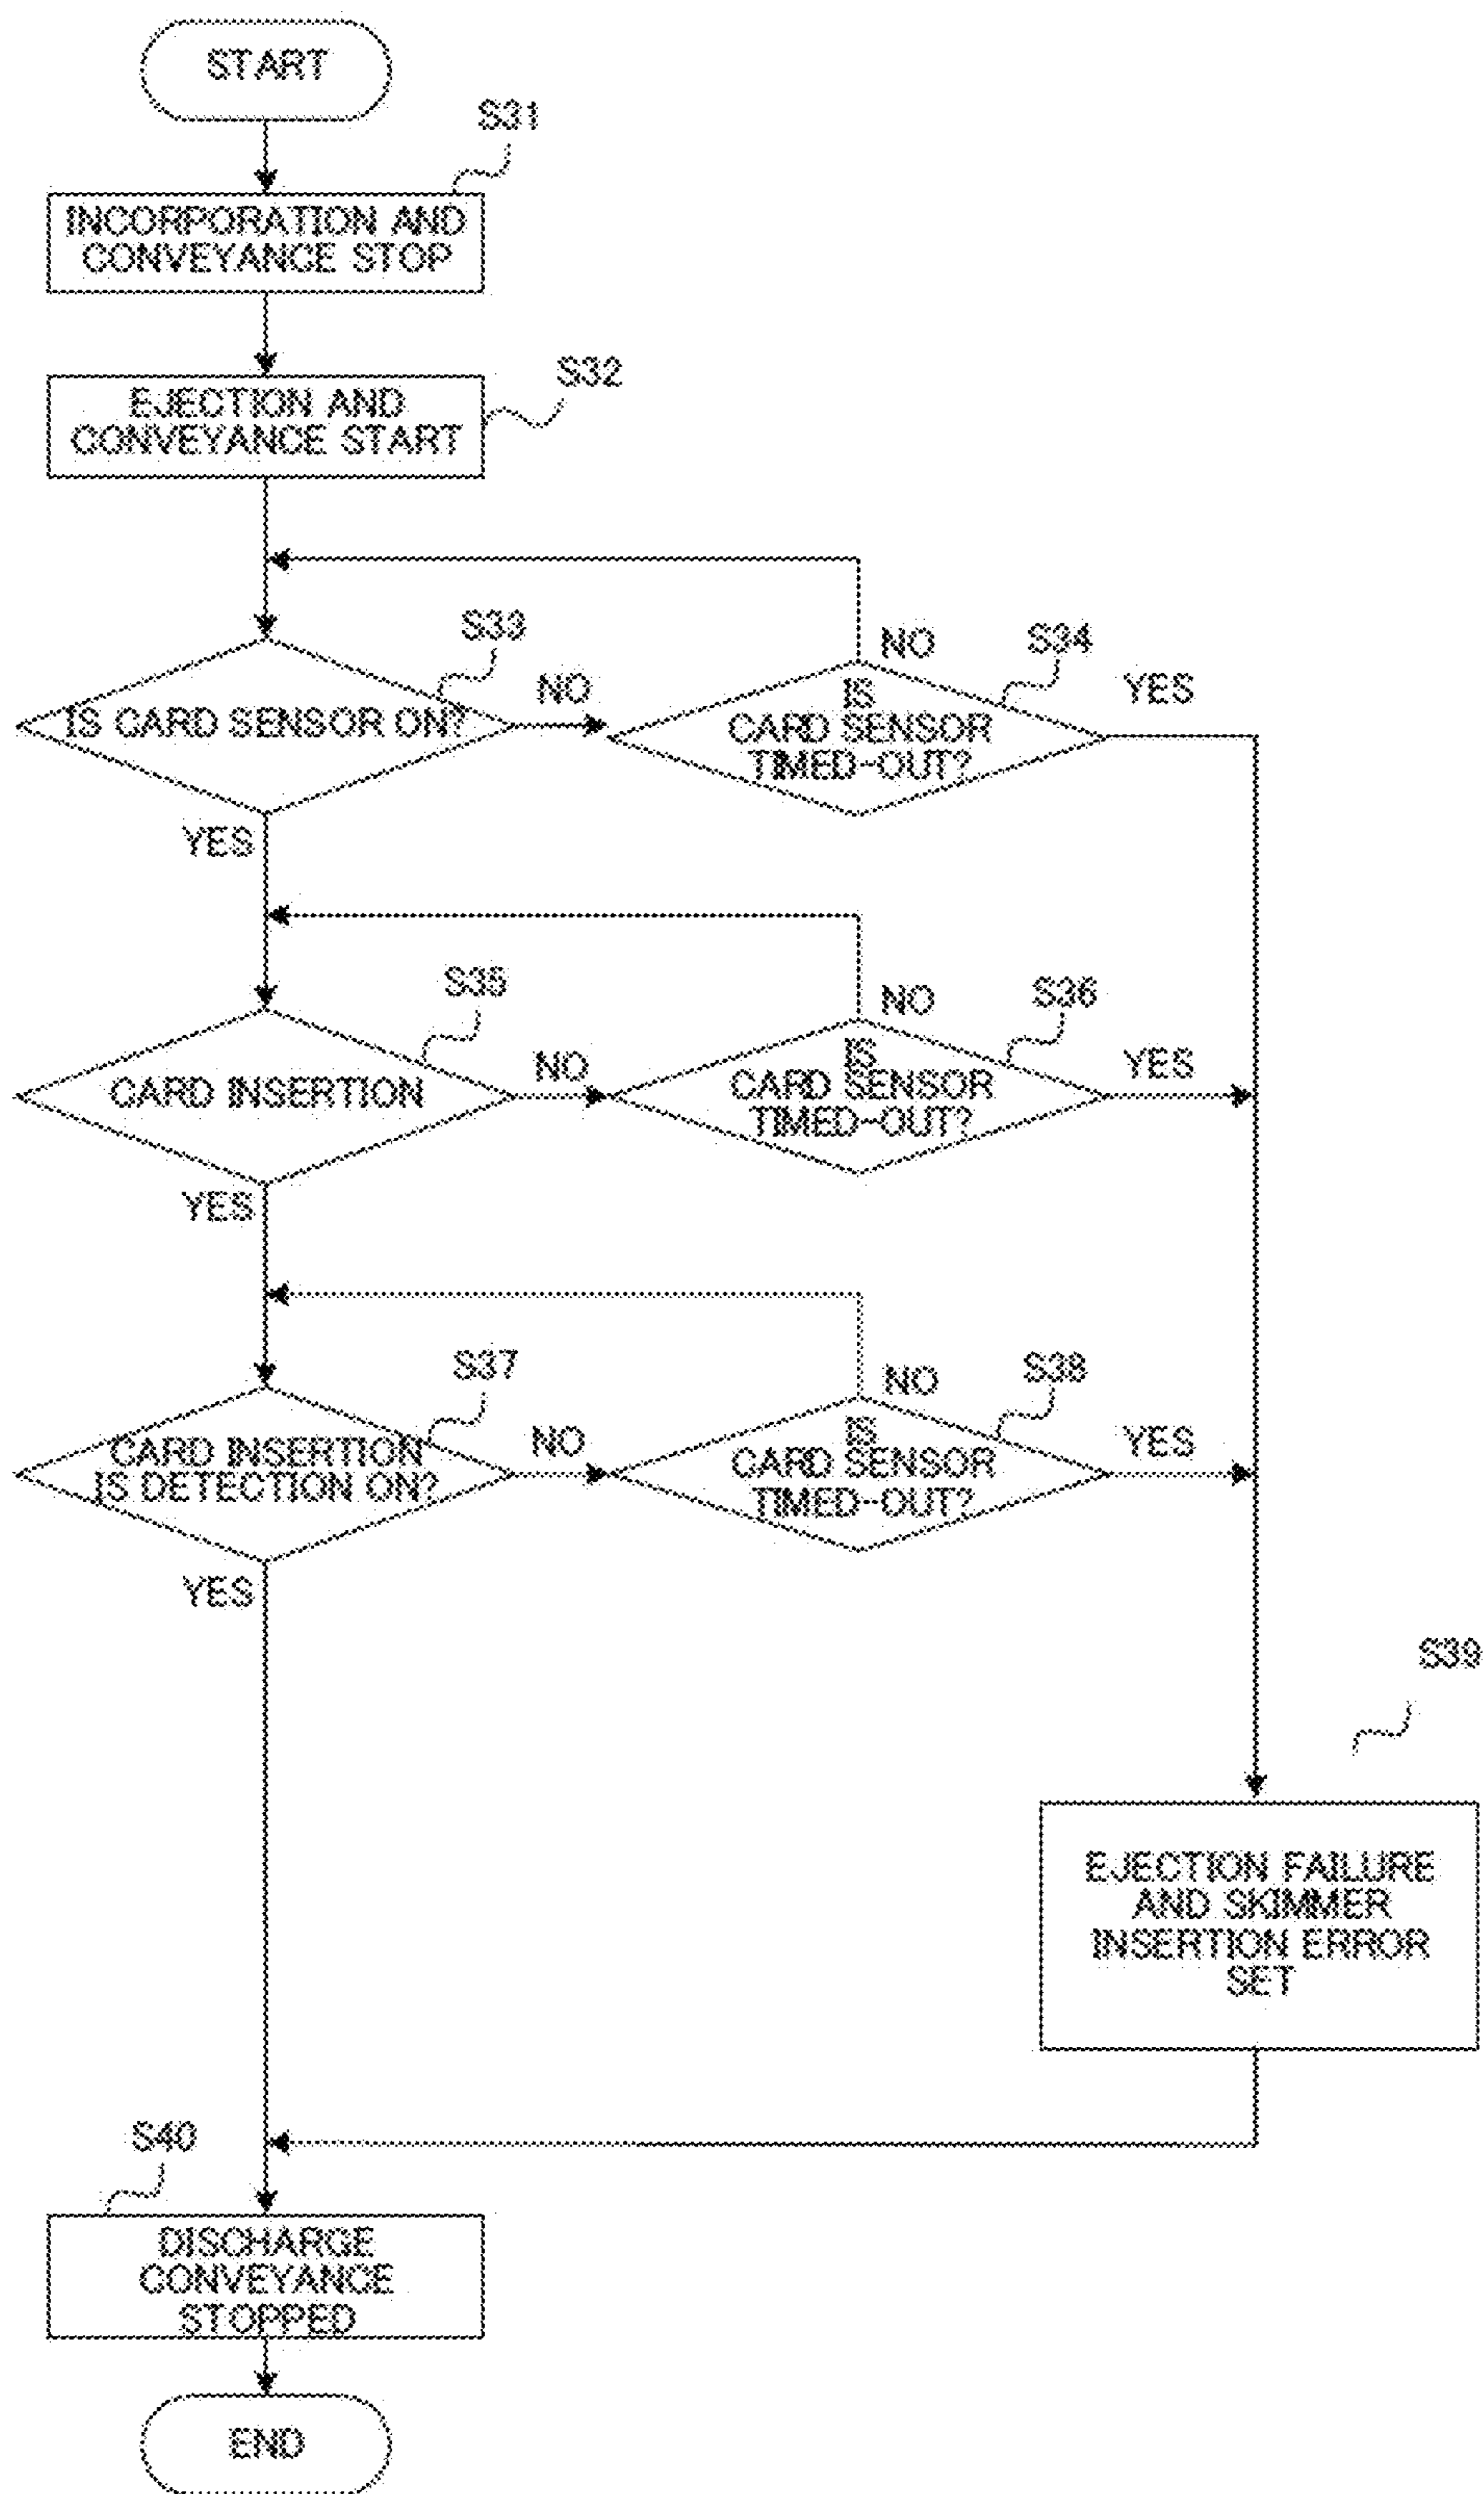 START
S31
INCORPORATION AND
CONVEYANCE STOP
S32
EJECTION AND
CONVEYANCE START
S33
IS CARD SENSOR ON?
NO
YES
S34
NO
YES
IS
CARD SENSOR
TIMED-OUT?
S35
CARD INSERTION
NO
YES
S36
NO
YES
IS
CARD SENSOR
TIMED-OUT?
S37
CARD INSERTION
IS DETECTION ON?
NO
YES
S38
NO
YES
IS
CARD SENSOR
TIMED-OUT?
S39
EJECTION FAILURE
AND SKIMMER
INSERTION ERROR
SET
S40
DISCHARGE
CONVEYANCE
STOPPED
END